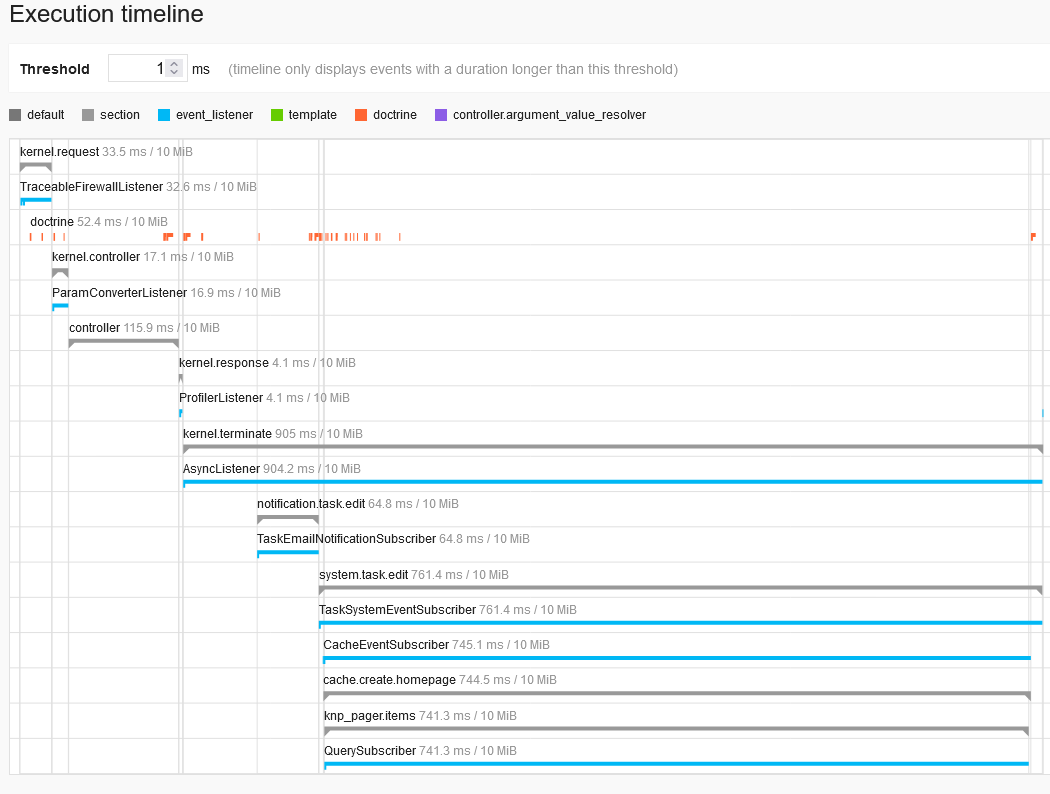 Execution timeline
Threshold 1 ms (timeline only displays events with a duration longer than this threshold)
default section event_listener template doctrine controller.argument_value_resolver
kernel.request 33.5 ms / 10 MiB
TraceableFirewallListener 32.6 ms / 10 MiB
doctrine 52.4 ms / 10 MiB
kernel.controller 17.1 ms / 10 MiB
ParamConverterListener 16.9 ms / 10 MiB
controller 115.9 ms / 10 MiB
kernel.response 4.1 ms / 10 MiB
ProfilerListener 4.1 ms / 10 MiB
kernel.terminate 905 ms / 10 MiB
AsyncListener 904.2 ms / 10 MiB
notification.task.edit 64.8 ms / 10 MiB
TaskEmailNotificationSubscriber 64.8 ms / 10 MiB
system.task.edit 761.4 ms / 10 MiB
TaskSystemEventSubscriber 761.4 ms / 10 MiB
CacheEventSubscriber 745.1 ms / 10 MiB
cache.create.homepage 744.5 ms / 10 MiB
knp_pager.items 741.3 ms / 10 MiB
QuerySubscriber 741.3 ms / 10 MiB